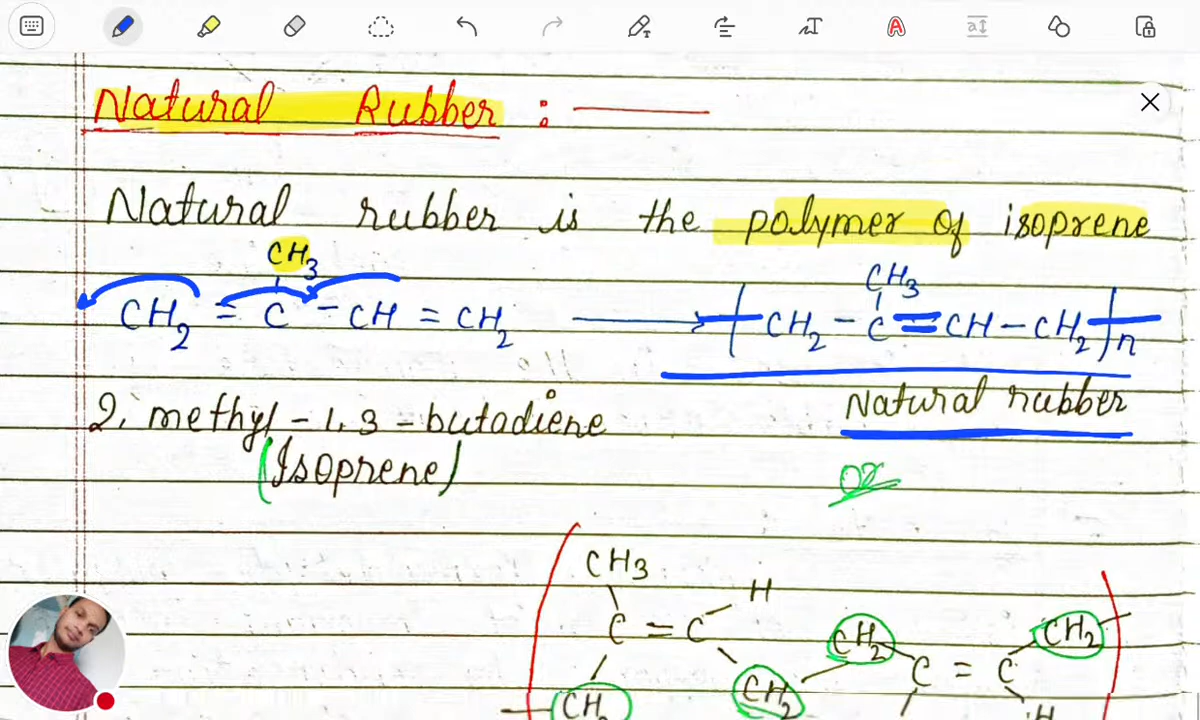 Natural Rubber :
Natural rubber is the polymer of isoprene
CH3 CH3
CH2 = C - CH = CH2 → CH2 - C = CH - CH2 n
2. methyl - 1, 3 - butadiene Natural rubber
(Isoprene) OR
CH3 H
C = C CH2 CH2
CH2 CH2 C = C
H